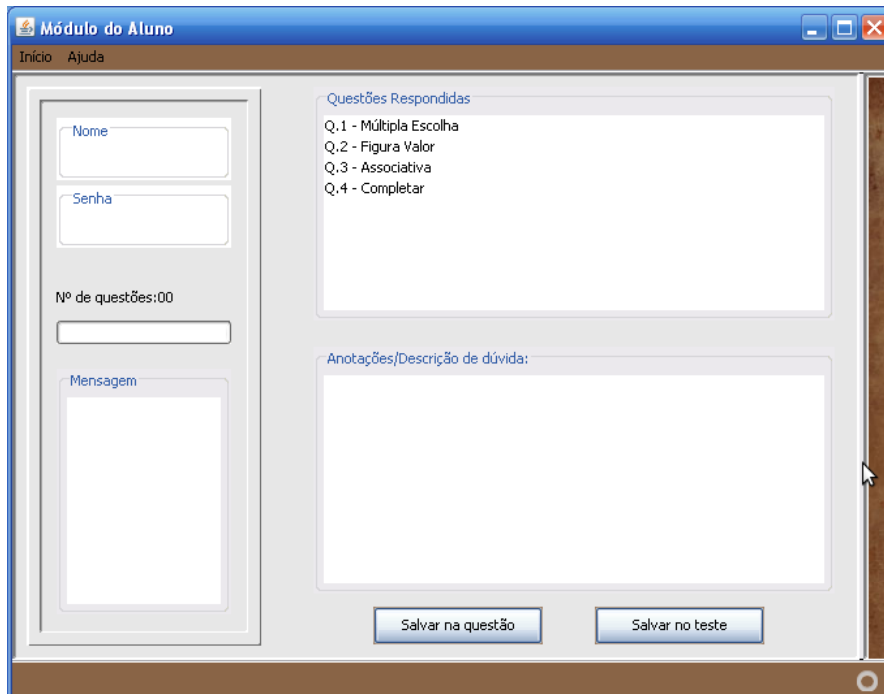 Módulo do Aluno
Início Ajuda
Nome
Senha
Nº de questões:00
Mensagem
Questões Respondidas
Q.1 - Múltipla Escolha
Q.2 - Figura Valor
Q.3 - Associativa
Q.4 - Completar
Anotações/Descrição de dúvida:
Salvar na questão
Salvar no teste